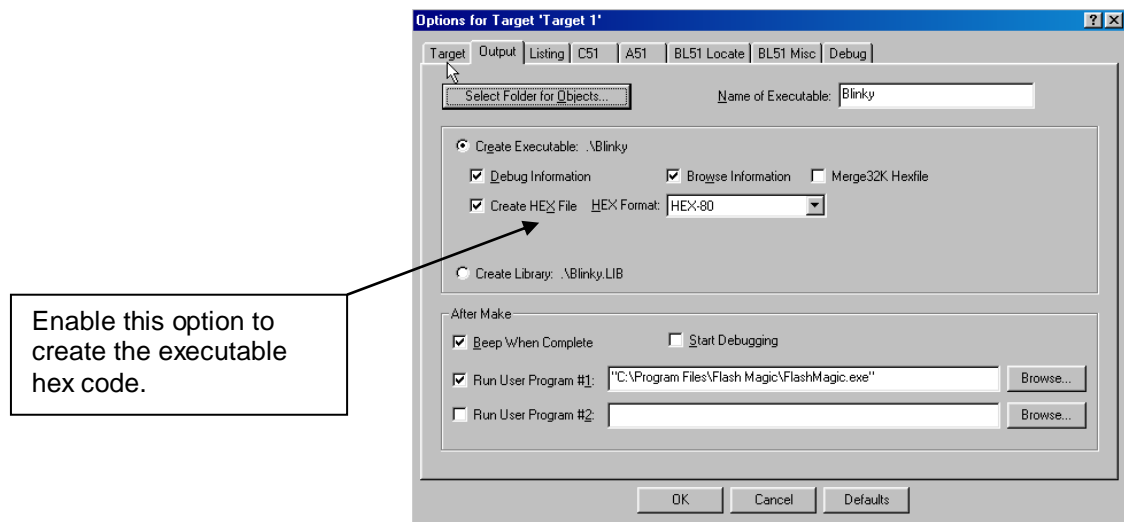 Options for Target 'Target 1'
Target Output Listing C51 A51 BL51 Locate BL51 Misc Debug
Select Folder for Objects... Name of Executable: Blinky
Create Executable: .\Blinky
Debug Information Browse Information Merge32K Hexfile
Create HEX File HEX Format: HEX-80
Create Library: .\Blinky.LIB
Enable this option to
create the executable
hex code.
After Make
Beep When Complete Start Debugging
Run User Program #1: "C:\Program Files\Flash Magic\FlashMagic.exe" Browse...
Run User Program #2: Browse...
OK Cancel Defaults